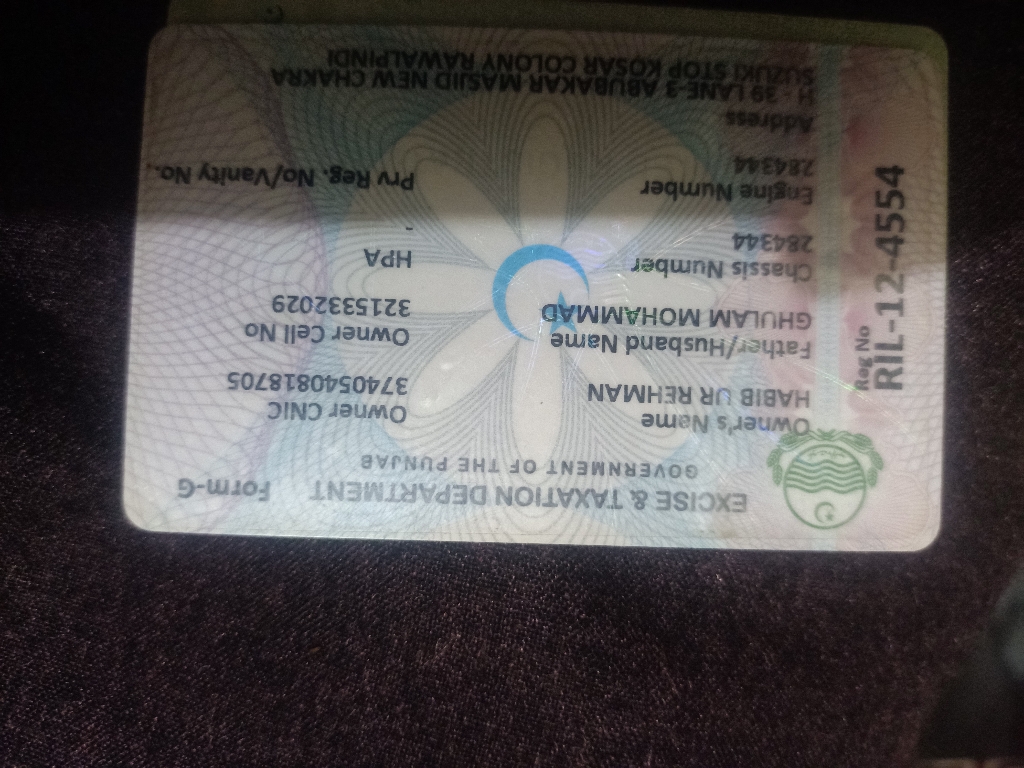 EXCISE & TAXATION DEPARTMENT Form-G
GOVERNMENT OF THE PUNJAB
Owner's Name
HABIB UR REHMAN
Owner CNIC
3740540818705
Father/Husband Name
GHULAM MOHAMMAD
Owner Cell No
3215332029
Chassis Number
284344
HPA
-
Engine Number
284344
Prv Reg. No/Vanity No.
Address
H - 39 LANE-3 ABUBAKAR MASJID NEW CHAKRA
SUZUKI STOP KOSAR COLONY RAWALPINDI
Reg No
RIL-12-4554